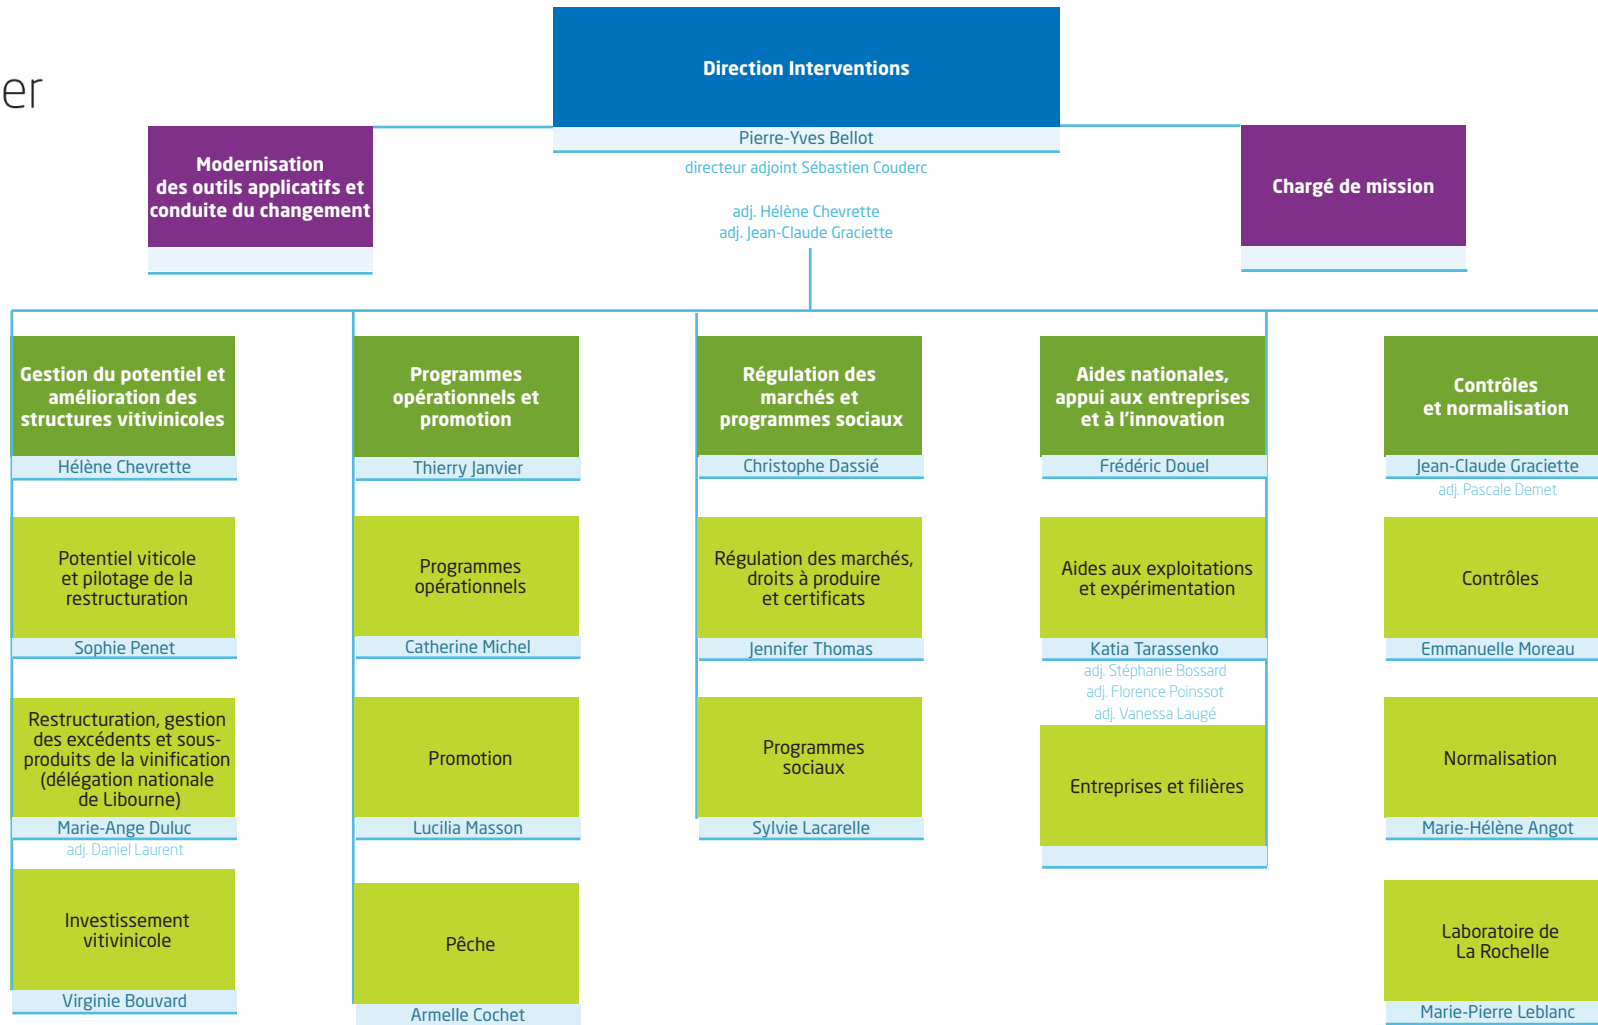 er
Direction Interventions
Pierre-Yves Bellot
directeur adjoint Sébastien Couderc
adj. Hélène Chevrette
adj. Jean-Claude Graciette
Modernisation
des outils applicatifs et
conduite du changement
Chargé de mission
Gestion du potentiel et
amélioration des
structures vitivinicoles
Hélène Chevrette
Potentiel viticole
et pilotage de la
restructuration
Sophie Penet
Restructuration, gestion
des excédents et sous-
produits de la vinification
(délégation nationale
de Libourne)
Marie-Ange Duluc
adj. Daniel Laurent
Investissement
vitivinicole
Virginie Bouvard
Programmes
opérationnels et
promotion
Thierry Janvier
Programmes
opérationnels
Catherine Michel
Promotion
Lucilia Masson
Pêche
Armelle Cochet
Régulation des
marchés et
programmes sociaux
Christophe Dassié
Régulation des marchés,
droits à produire
et certificats
Jennifer Thomas
Programmes
sociaux
Sylvie Lacarelle
Aides nationales,
appui aux entreprises
et à l'innovation
Frédéric Douel
Aides aux exploitations
et expérimentation
Katia Tarassenko
adj. Stéphanie Bossard
adj. Florence Poinssot
adj. Vanessa Laugé
Entreprises et filières
Contrôles
et normalisation
Jean-Claude Graciette
adj. Pascale Demet
Contrôles
Emmanuelle Moreau
Normalisation
Marie-Hélène Angot
Laboratoire de
La Rochelle
Marie-Pierre Leblanc